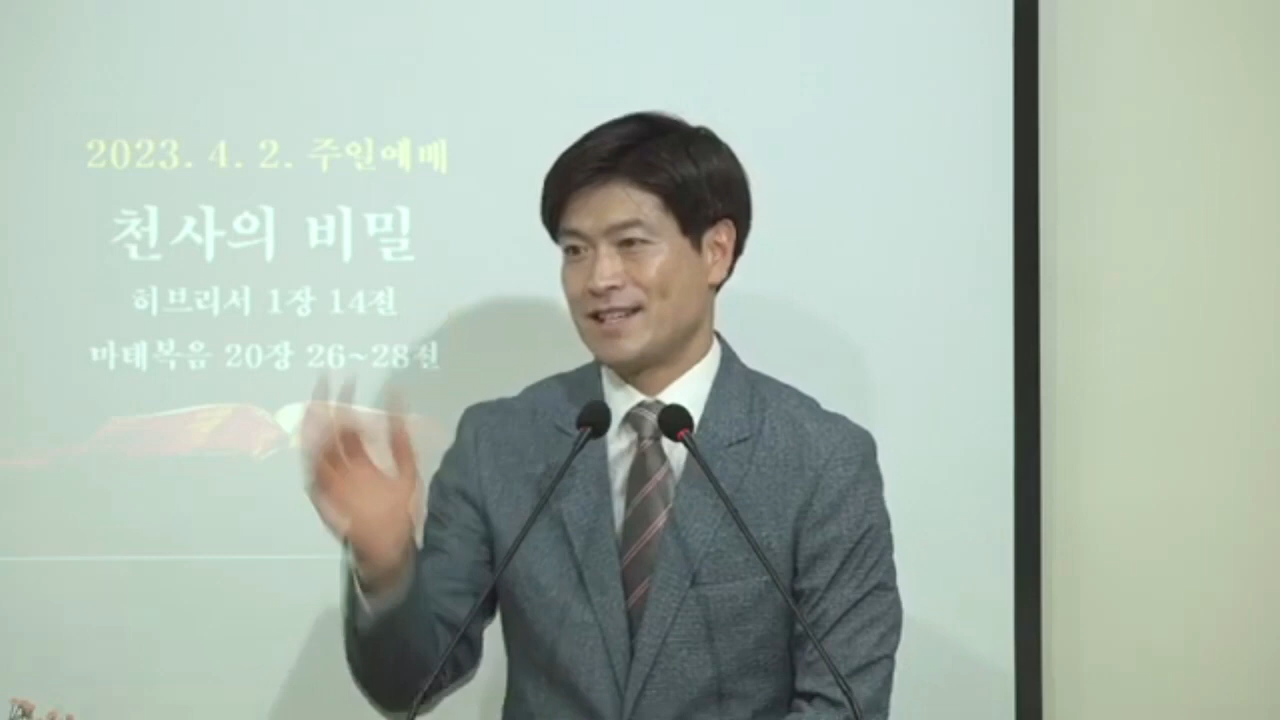 2023. 4. 2. 주일예배
천사의 비밀
히브리서 1장 14절
마태복음 20장 26~28절